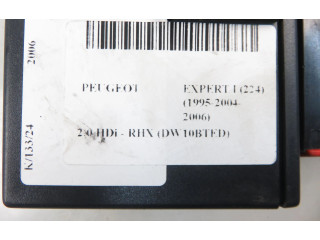 2006
K/133/24
PEUGEOT
EXPERT I (224)
(1995-2004-
2006)
2.0 HDi - RHX (DW10BTED)